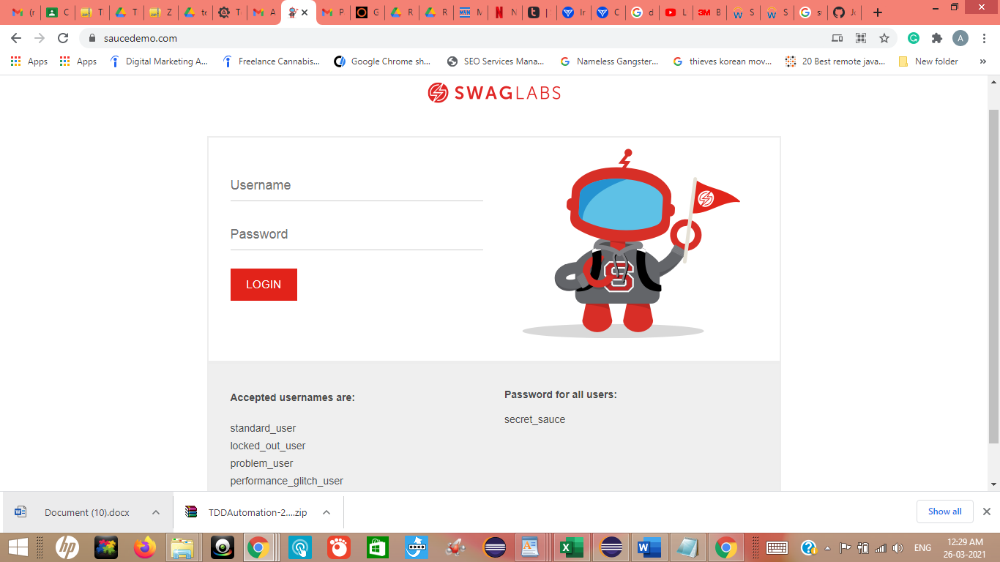 saucedemo.com
A
Apps
Apps
Digital Marketing A...
Freelance Cannabis...
Google Chrome sh...
SEO Services Mana...
Nameless Gangster...
thieves korean mov...
20 Best remote java...
New folder
»
SWAGLABS
Username
Password
LOGIN
S
Accepted usernames are:
standard_user
locked_out_user
problem_user
performance_glitch_user
Password for all users:
secret_sauce
Document (10).docx
TDDAutomation-2....zip
Show all
hp
ENG
12:29 AM
26-03-2021